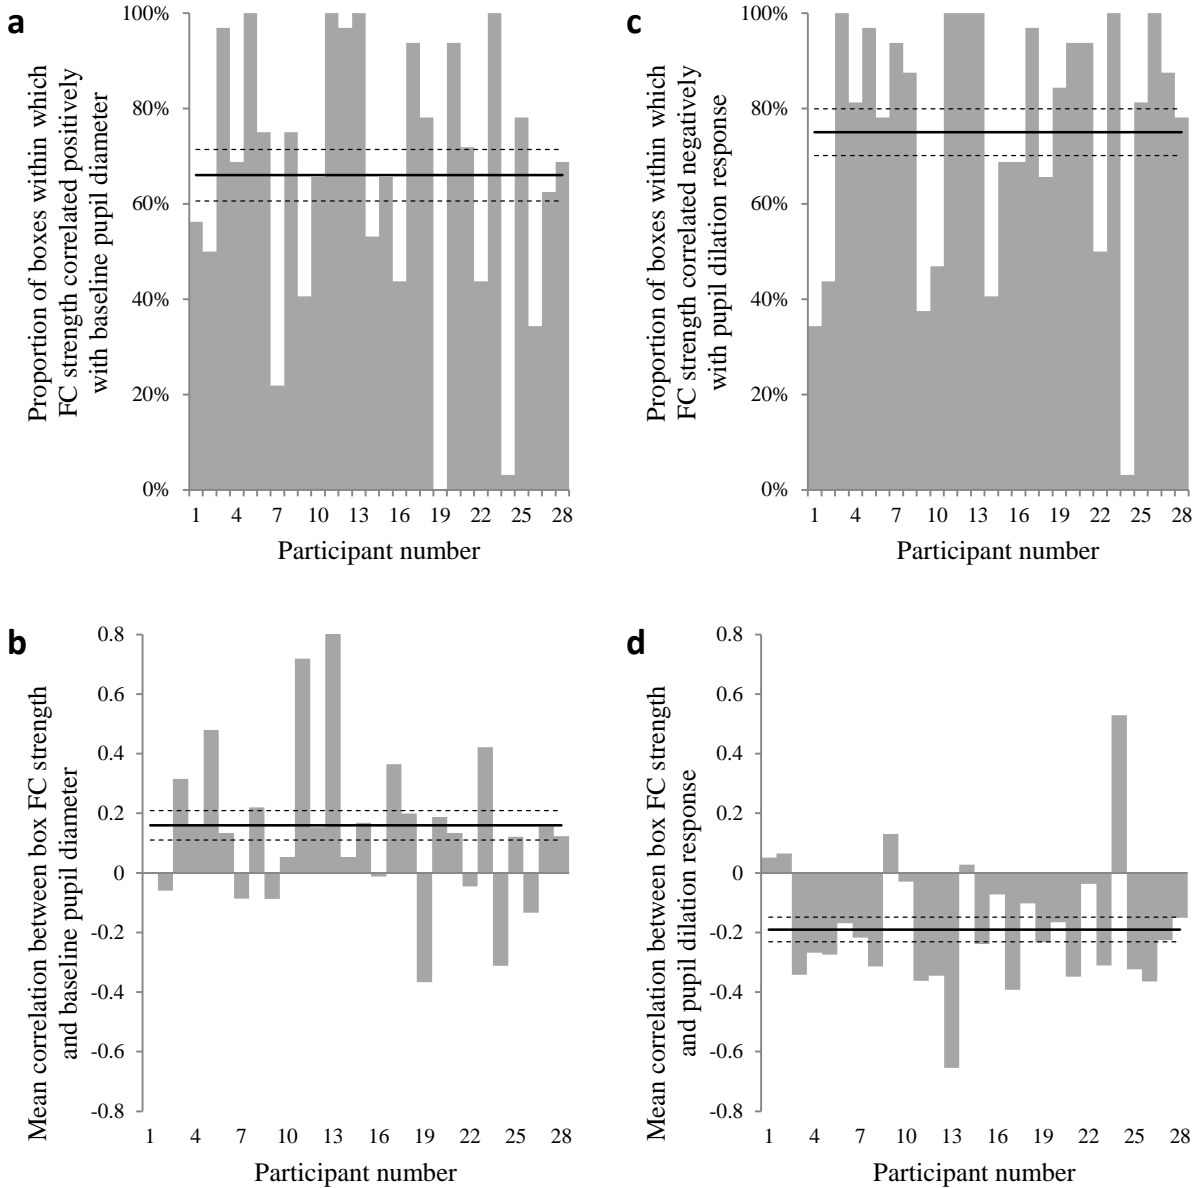 a
Proportion of boxes within which
FC strength correlated positively
with baseline pupil diameter
100%
80%
60%
40%
20%
0%
1 4 7 10 13 16 19 22 25 28
Participant number
c
Proportion of boxes within which
FC strength correlated negatively
with pupil dilation response
100%
80%
60%
40%
20%
0%
1 4 7 10 13 16 19 22 25 28
Participant number
b
Mean correlation between box FC strength
and baseline pupil diameter
0.8
0.6
0.4
0.2
0
-0.2
-0.4
-0.6
-0.8
1 4 7 10 13 16 19 22 25 28
Participant number
d
Mean correlation between box FC strength
and pupil dilation response
0.8
0.6
0.4
0.2
0
-0.2
-0.4
-0.6
-0.8
1 4 7 10 13 16 19 22 25 28
Participant number